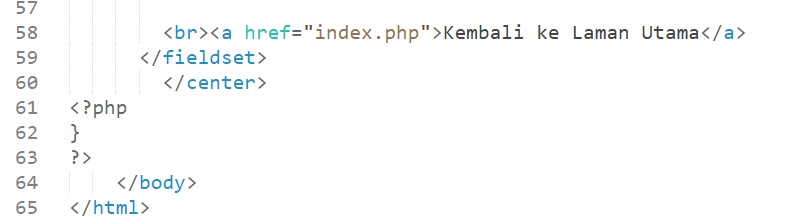 57
58 <br><a href="index.php">Kembali ke Laman Utama</a>
59 </fieldset>
60 </center>
61 <?php
62 }
63 ?>
64 </body>
65 </html>